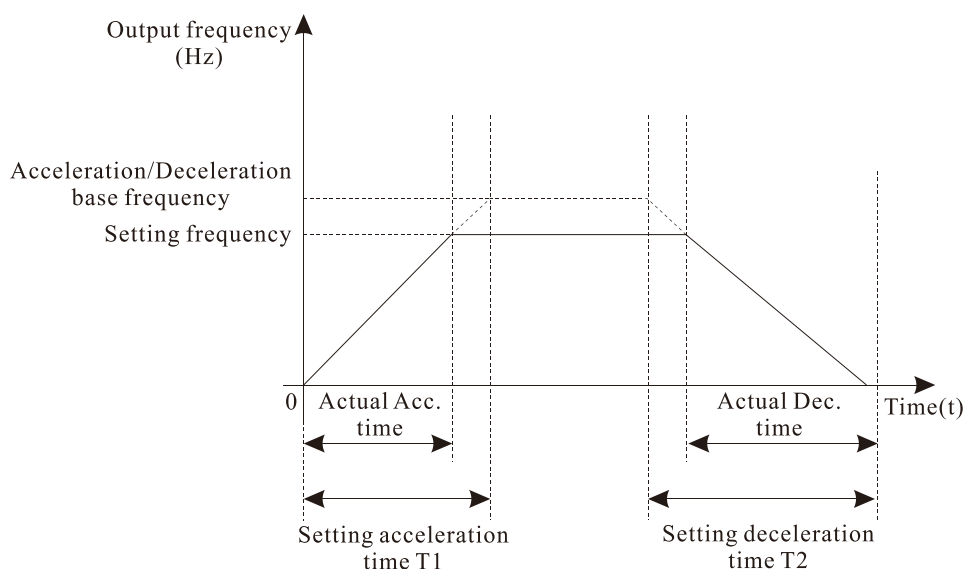 Output frequency
(Hz)
Acceleration/Deceleration
base frequency
Setting frequency
0
Actual Acc.
time
Actual Dec.
time
Time(t)
Setting acceleration
time T1
Setting deceleration
time T2